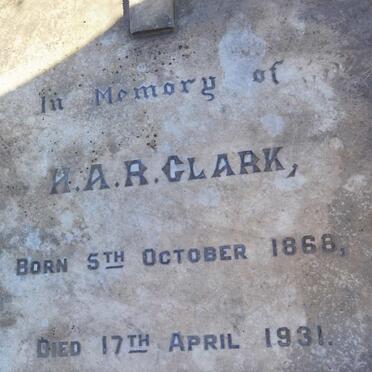 In Memory of
H.A.R. CLARK,
BORN 5TH OCTOBER 1868,
DIED 17TH APRIL 1931.